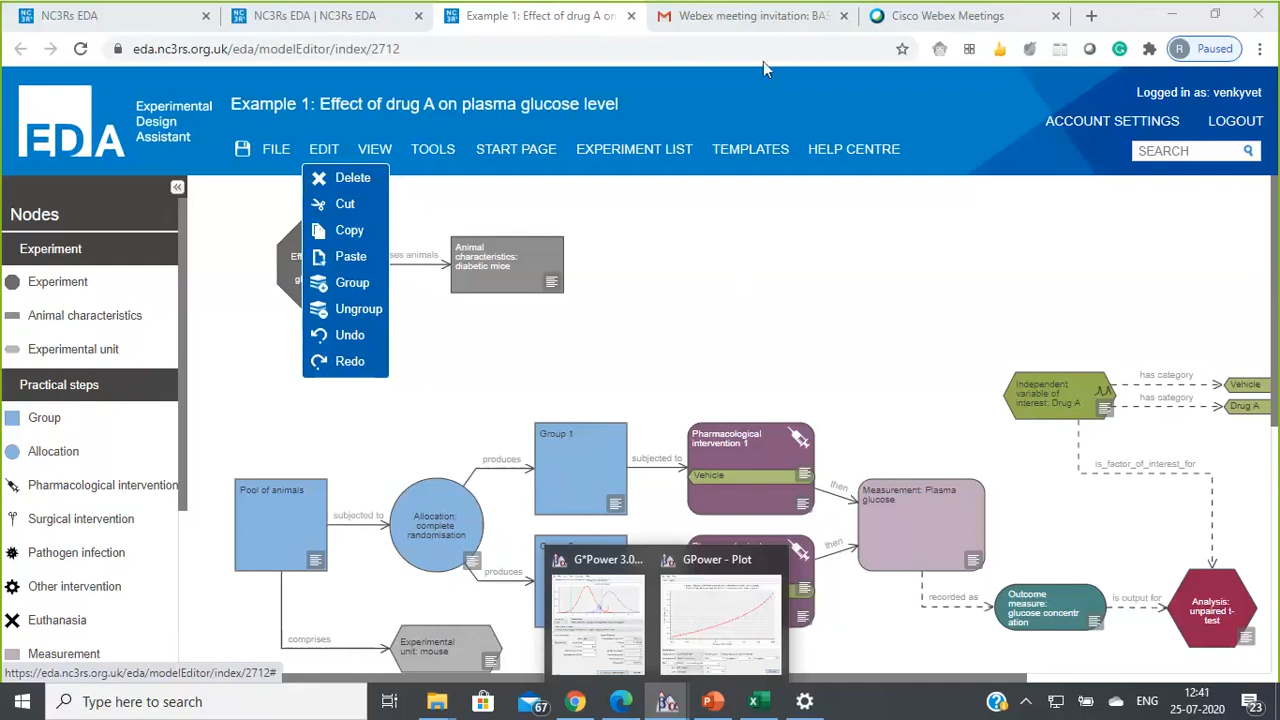 NC3Rs EDA
NC3Rs EDA | NC3Rs EDA
Example 1: Effect of drug A on
Webex meeting invitation: BAS
Cisco Webex Meetings
eda.nc3rs.org.uk/eda/modelEditor/index/2712
R Paused
EDA
Experimental
Design
Assistant
Example 1: Effect of drug A on plasma glucose level
Logged in as: venkyvet
ACCOUNT SETTINGS LOGOUT
FILE EDIT VIEW TOOLS START PAGE EXPERIMENT LIST TEMPLATES HELP CENTRE
SEARCH
Delete
Cut
Copy
Paste
Group
Ungroup
Undo
Redo
Nodes
Experiment
Experiment
Animal characteristics
Experimental unit
Practical steps
Group
Allocation
Pharmacological intervention
Surgical intervention
Pathogen infection
Other intervention
Euthanasia
Measurement
Animal
characteristics:
diabetic mice
Independent
variable of
interest: Drug A
has category
Vehicle
has category
Drug A
is_factor_of_interest_for
Pool of animals
subjected to
Allocation:
complete
randomisation
produces
Group 1
subjected to
Pharmacological
intervention 1
Vehicle
then
Measurement: Plasma
glucose
produces
then
comprises
Experimental
unit: mouse
recorded as
Outcome
measure:
glucose concentr
ation
is output for
Analysis:
unpaired t-
test
G*Power 3.0...
GPower - Plot
https://eda.nc3rs.org.uk/eda/modelEditor/index/2712#
Type here to search
67
ENG
12:41
25-07-2020
23